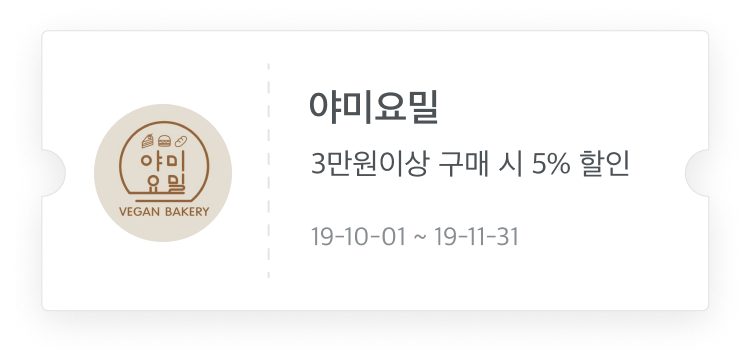 야미
요밀
VEGAN BAKERY
야미요밀
3만원이상 구매 시 5% 할인
19-10-01 ~ 19-11-31